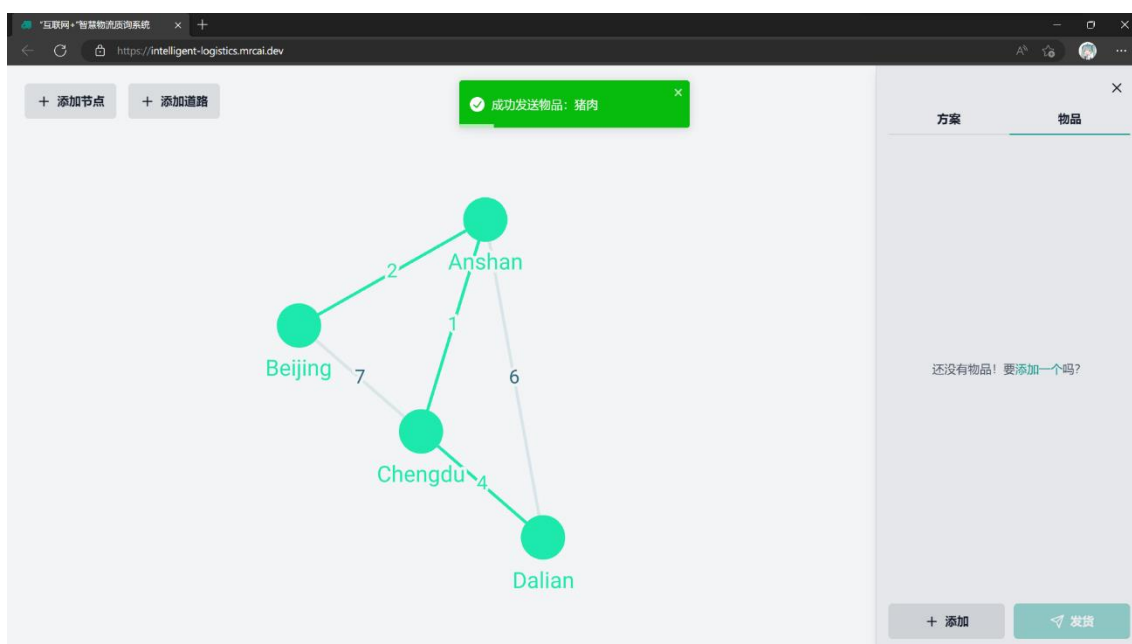 "互联网+"智慧物流质询系统
https://intelligent-logistics.mrcai.dev
添加节点
添加道路
成功发送物品：猪肉
方案
物品
Anshan
2
1
Beijing
7
6
Chengdu
4
Dalian
还没有物品！要添加一个吗？
添加
发货